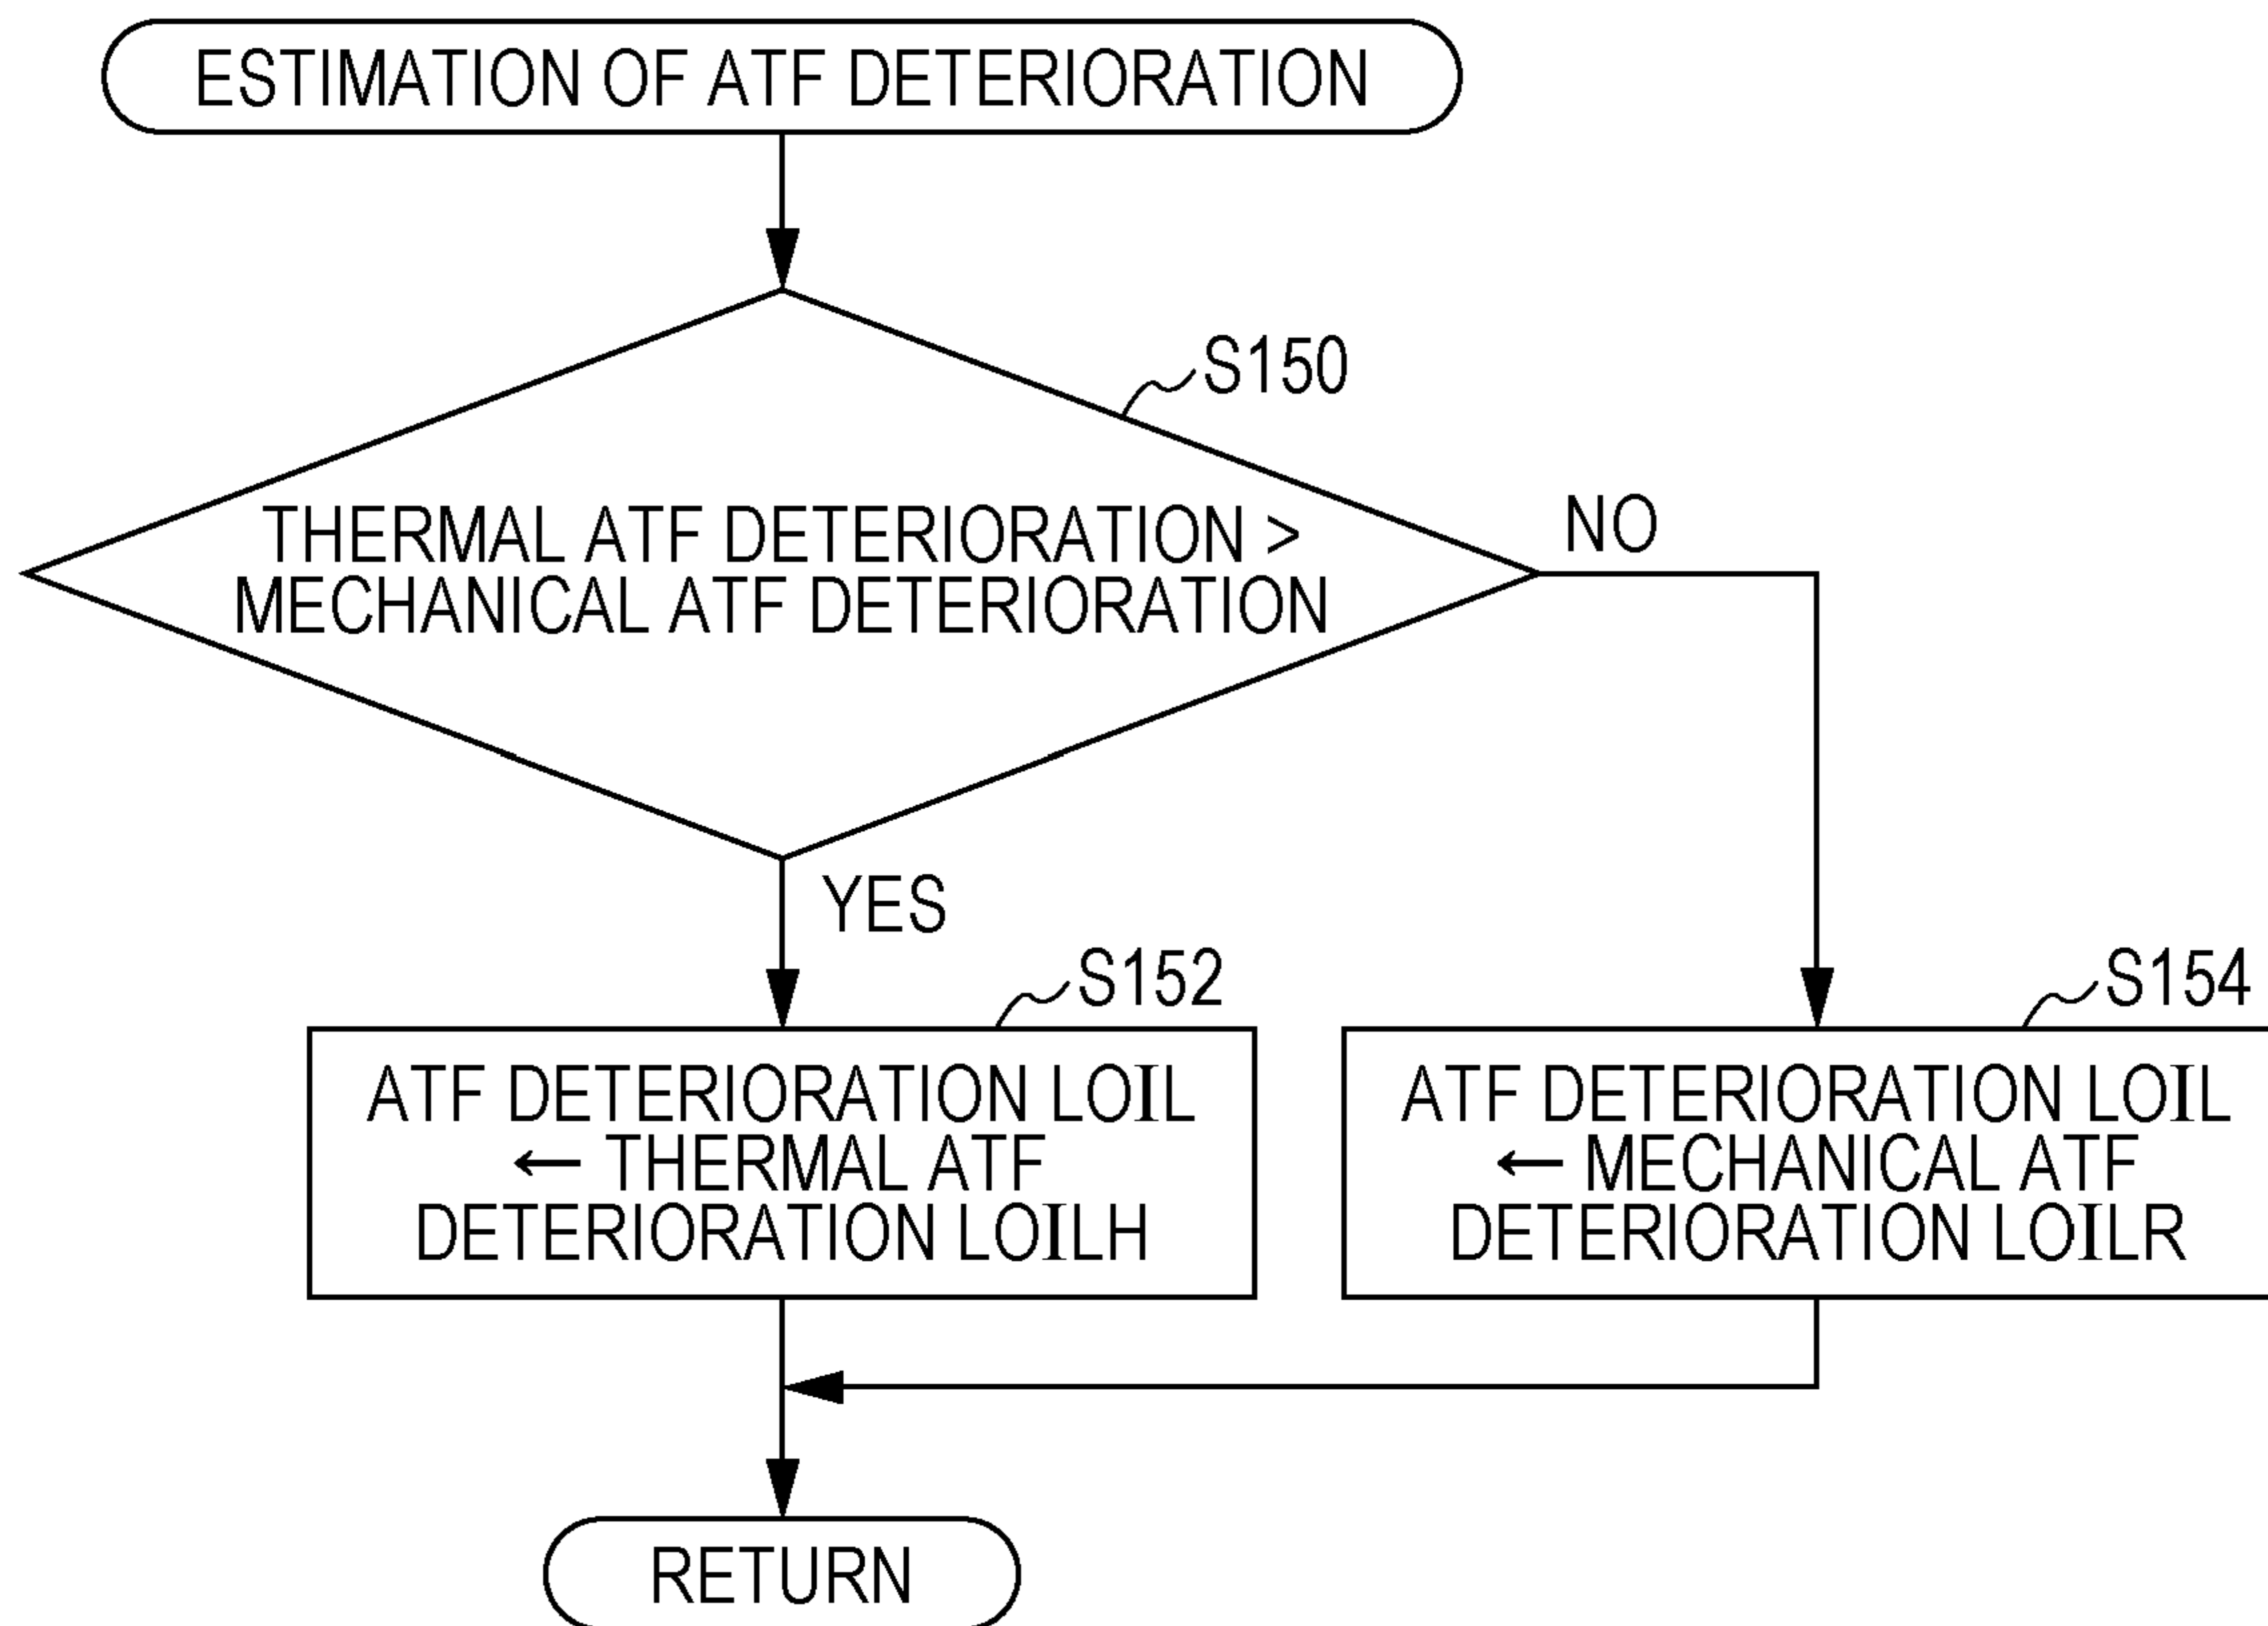 ESTIMATION OF ATF DETERIORATION
S150
THERMAL ATF DETERIORATION >
MECHANICAL ATF DETERIORATION
NO
YES
S152
ATF DETERIORATION LOIL
← THERMAL ATF
DETERIORATION LOILH
S154
ATF DETERIORATION LOIL
← MECHANICAL ATF
DETERIORATION LOILR
RETURN